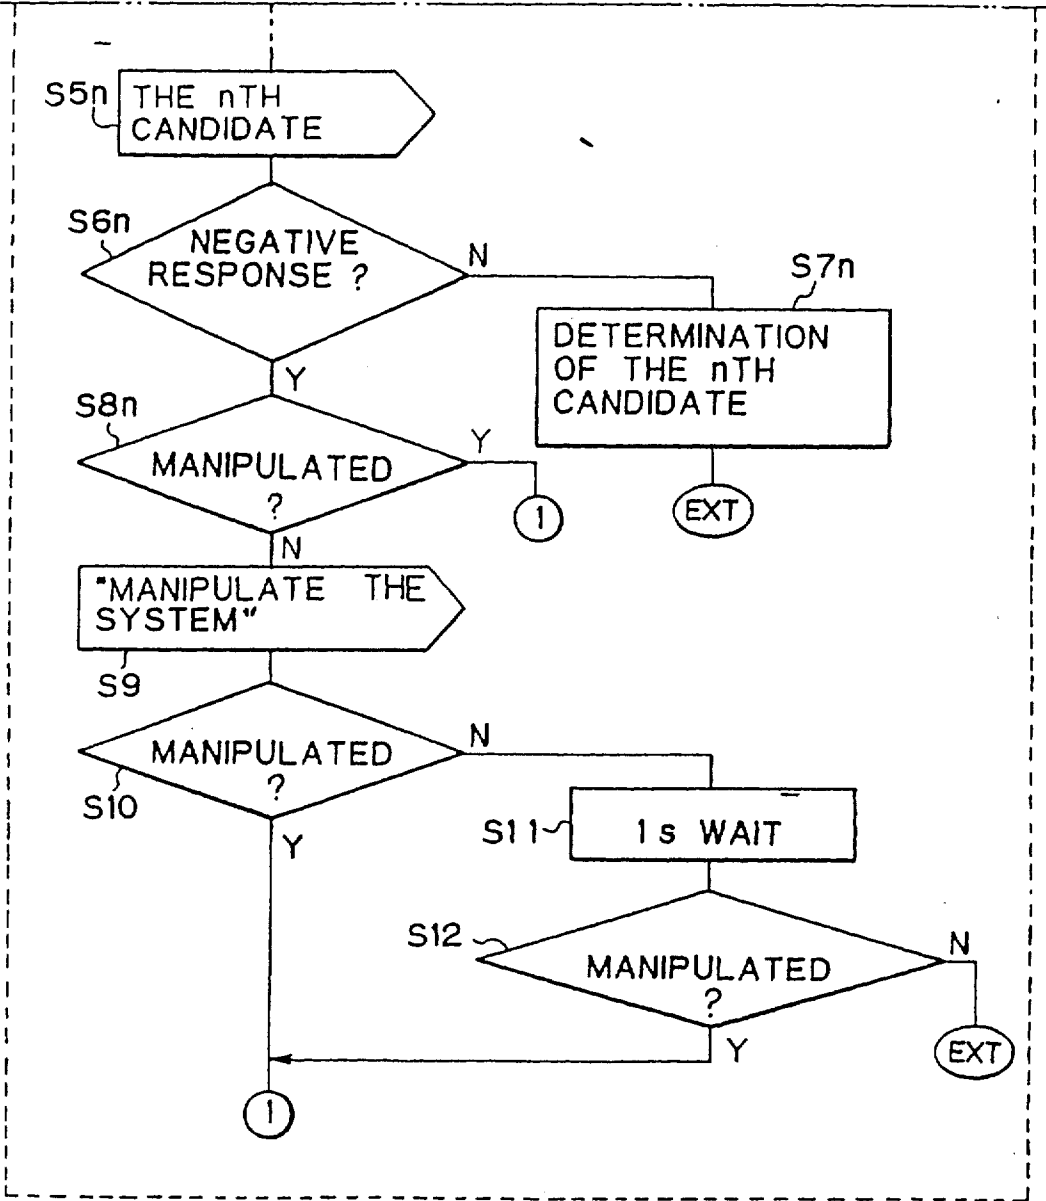 S5n
THE nTH
CANDIDATE
S6n
NEGATIVE
RESPONSE ?
N
Y
S7n
DETERMINATION
OF THE nTH
CANDIDATE
EXT
S8n
MANIPULATED
?
Y
1
N
"MANIPULATE THE
SYSTEM"
S9
MANIPULATED
?
S10
N
Y
S11
1s WAIT
S12
MANIPULATED
?
N
Y
EXT
1